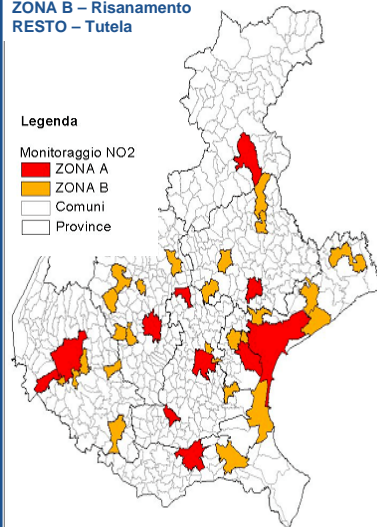 ZONA B – Risanamento
RESTO – Tutela
Legenda
Monitoraggio NO2
ZONA A
ZONA B
Comuni
Province